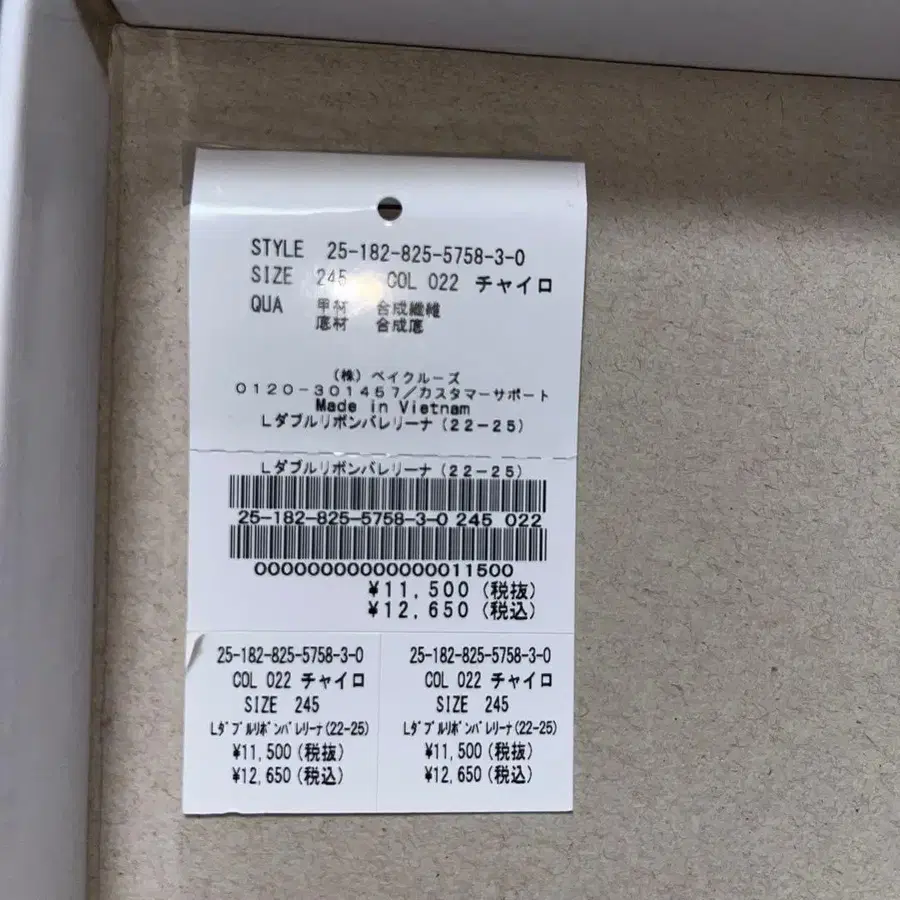 STYLE 25-182-825-5758-3-0
SIZE 245 COL 022 チャイロ
QUA 甲材 合成繊維
底材 合成底
(株) ベイクルーズ
0120-301457/カスタマーサポート
Made in Vietnam
Lダブルリボンバレリーナ(22-25)
Lダブルリボンバレリーナ(22-25)
25-182-825-5758-3-0 245 022
00000000000000011500
¥11,500(税抜)
¥12,650(税込)
25-182-825-5758-3-0
COL 022 チャイロ
SIZE 245
Lダブルリボンバレリーナ(22-25)
¥11,500(税抜)
¥12,650(税込)
25-182-825-5758-3-0
COL 022 チャイロ
SIZE 245
Lダブルリボンバレリーナ(22-25)
¥11,500(税抜)
¥12,650(税込)